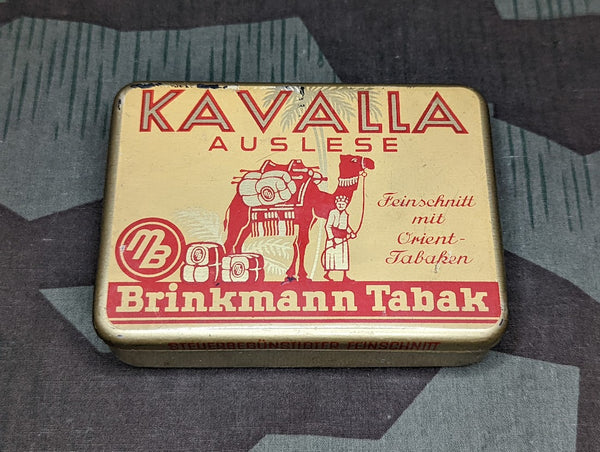 KAVALLA
AUSLESE
Feinschnitt
mit
Orient-
Tabaken
MB
Brinkmann Tabak
STEUERBEGÜNSTIGTER FEINSCHNITT